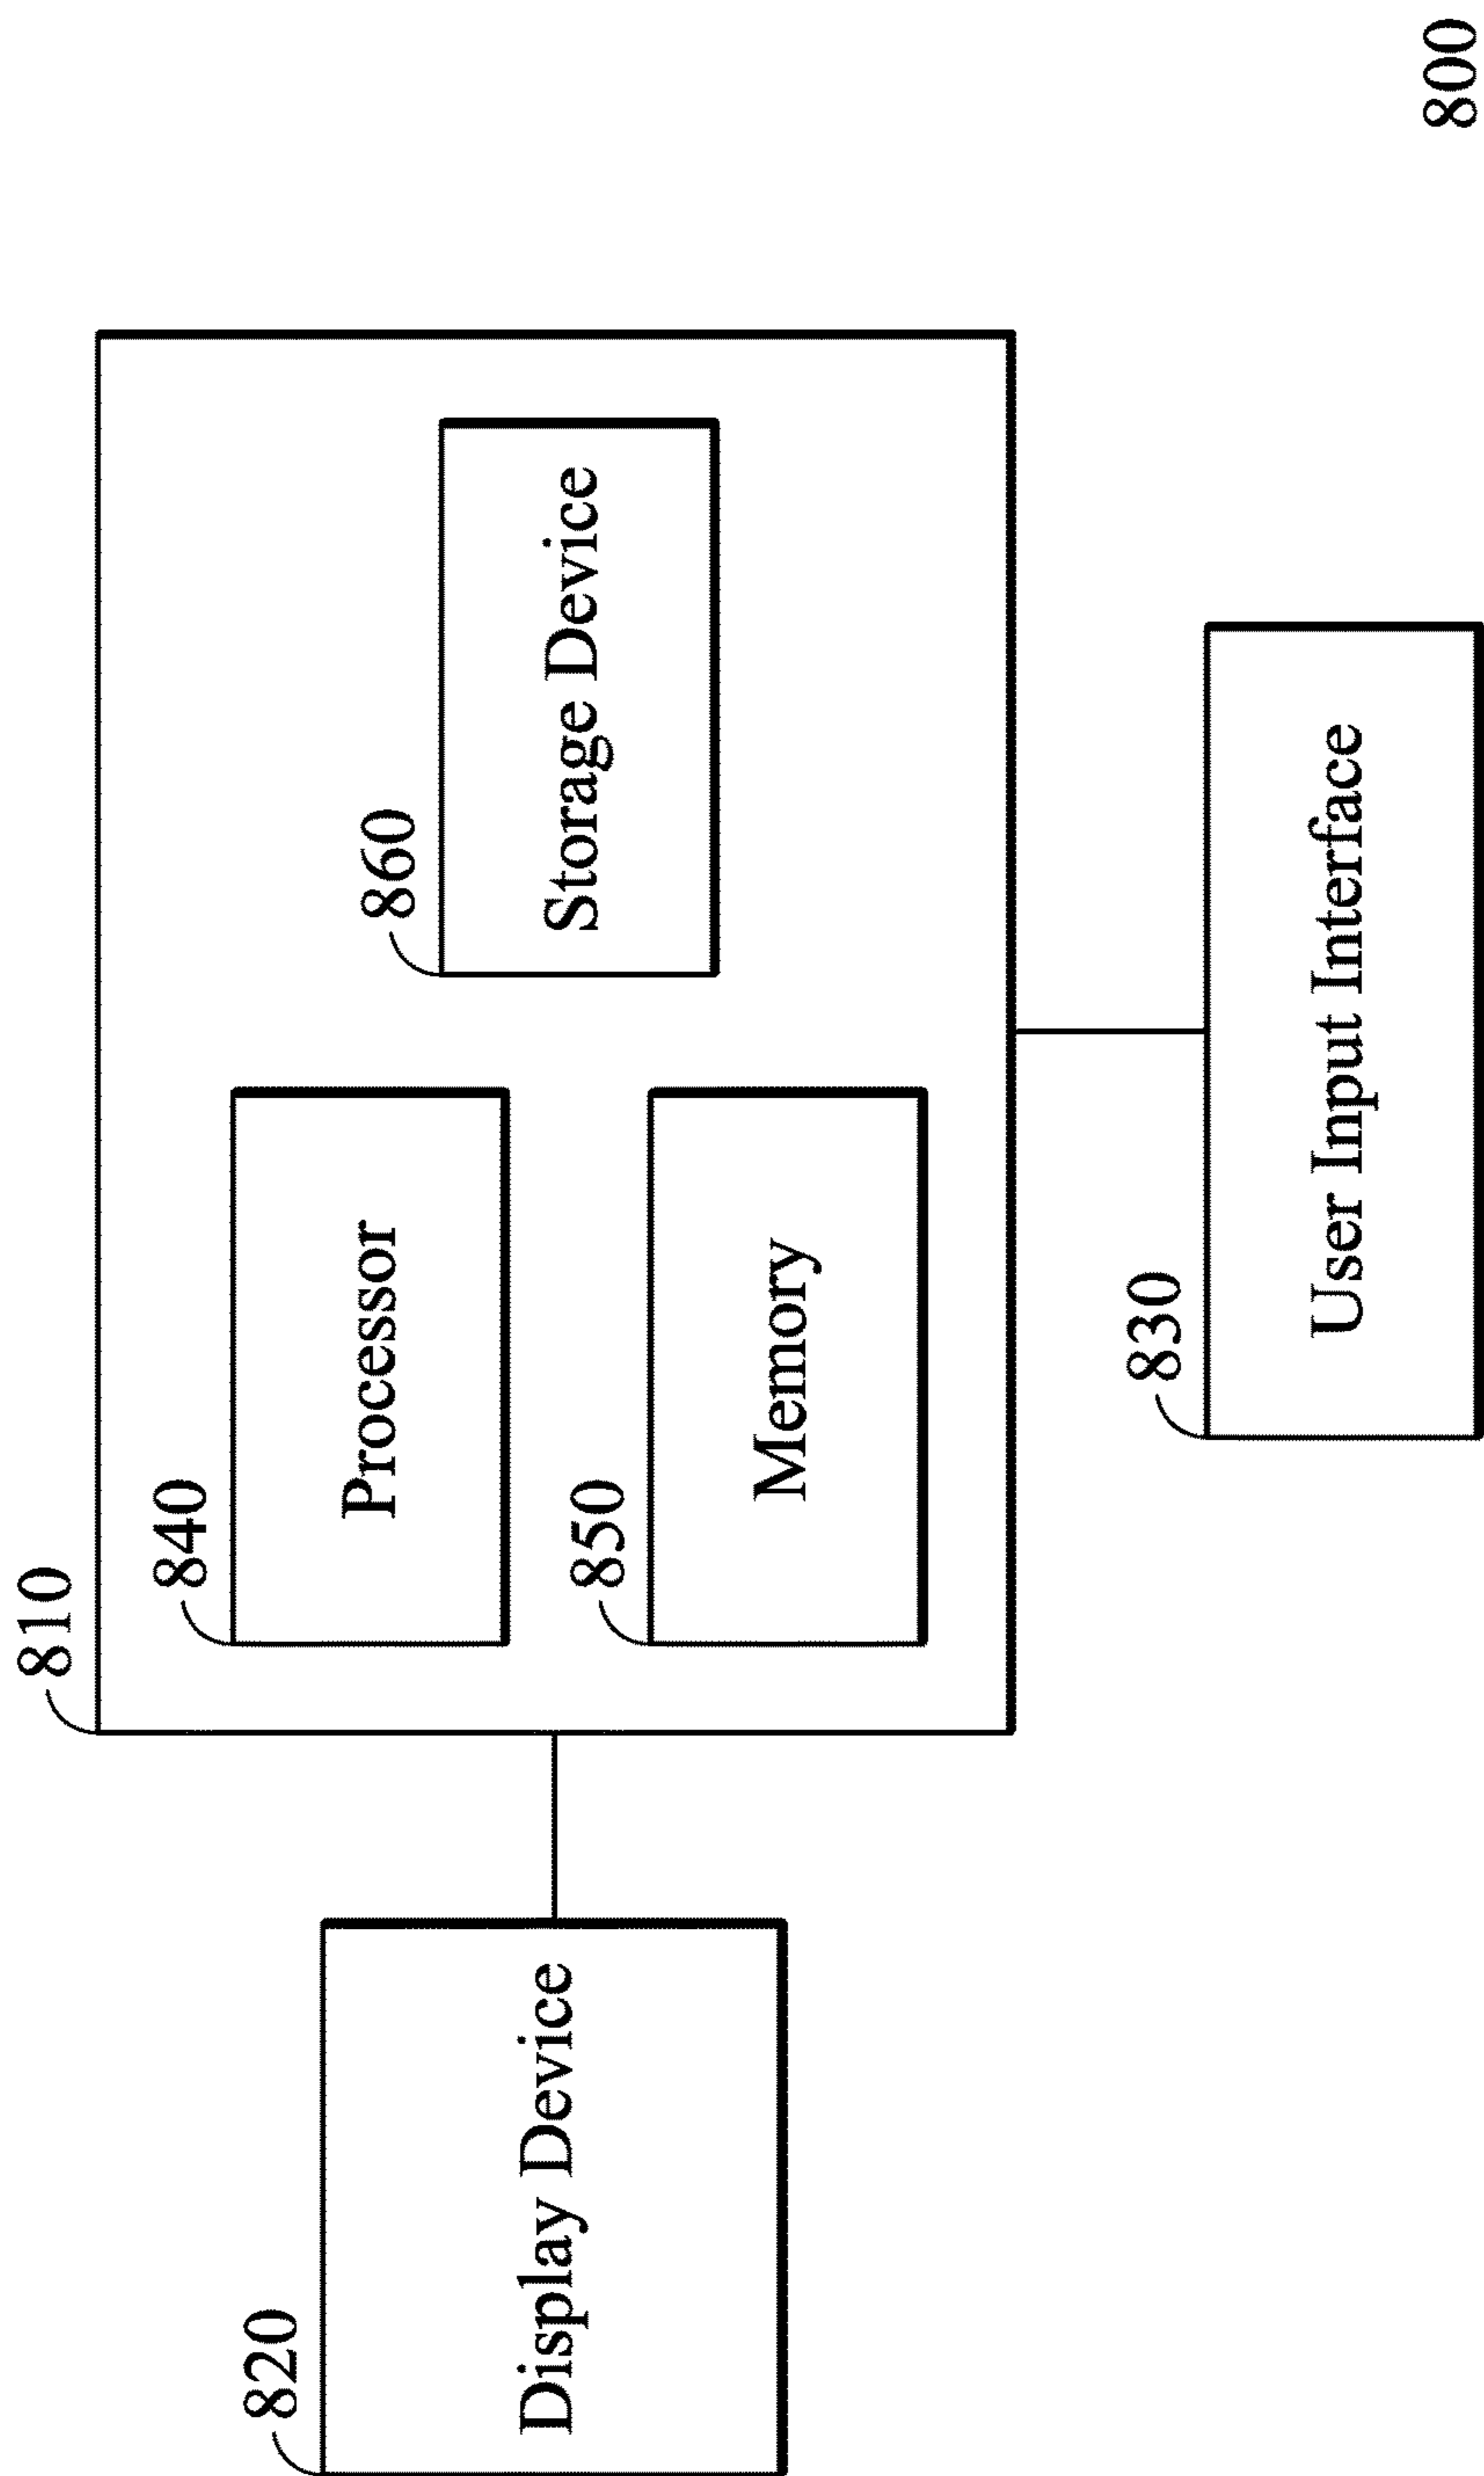 810
840
Processor
860
Storage Device
850
Memory
820
Display Device
830
User Input Interface
800